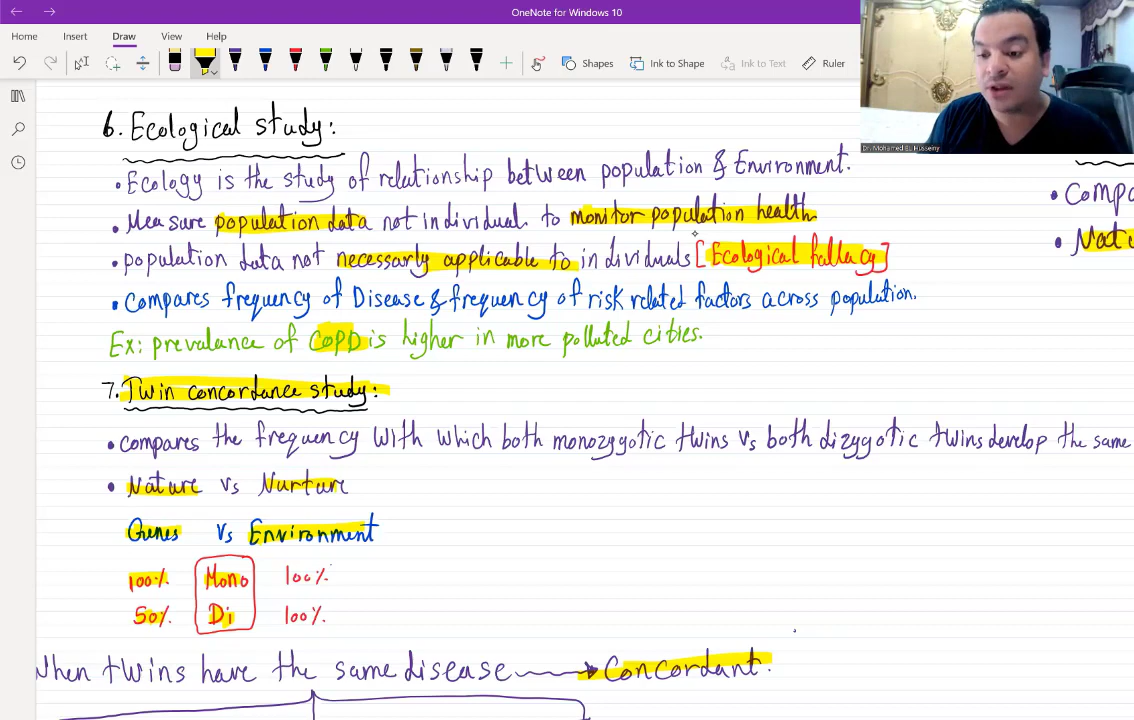 OneNote for Windows 10
Home Insert Draw View Help
Shapes Ink to Shape Ink to Text Ruler
Dr. Mohamed EL Husseiny
6. Ecological study:
• Ecology is the study of relationship between population & Environment.
• Measure population data not individual to monitor population health
• population data not necessarly applicable to individuals [Ecological fallacy]
• compares frequency of Disease & frequency of risk related factors across population.
Ex: prevalance of COPD is higher in more polluted cities.
7. Twin concordance study:
• compares the frequency with which both monozygotic twins vs both dizygotic twins develop the same
• Nature vs Nurture
Genes vs Environment
100% Mono 100%
50% Di 100%
When twins have the same disease → Concordant.
• Compa
• Natu